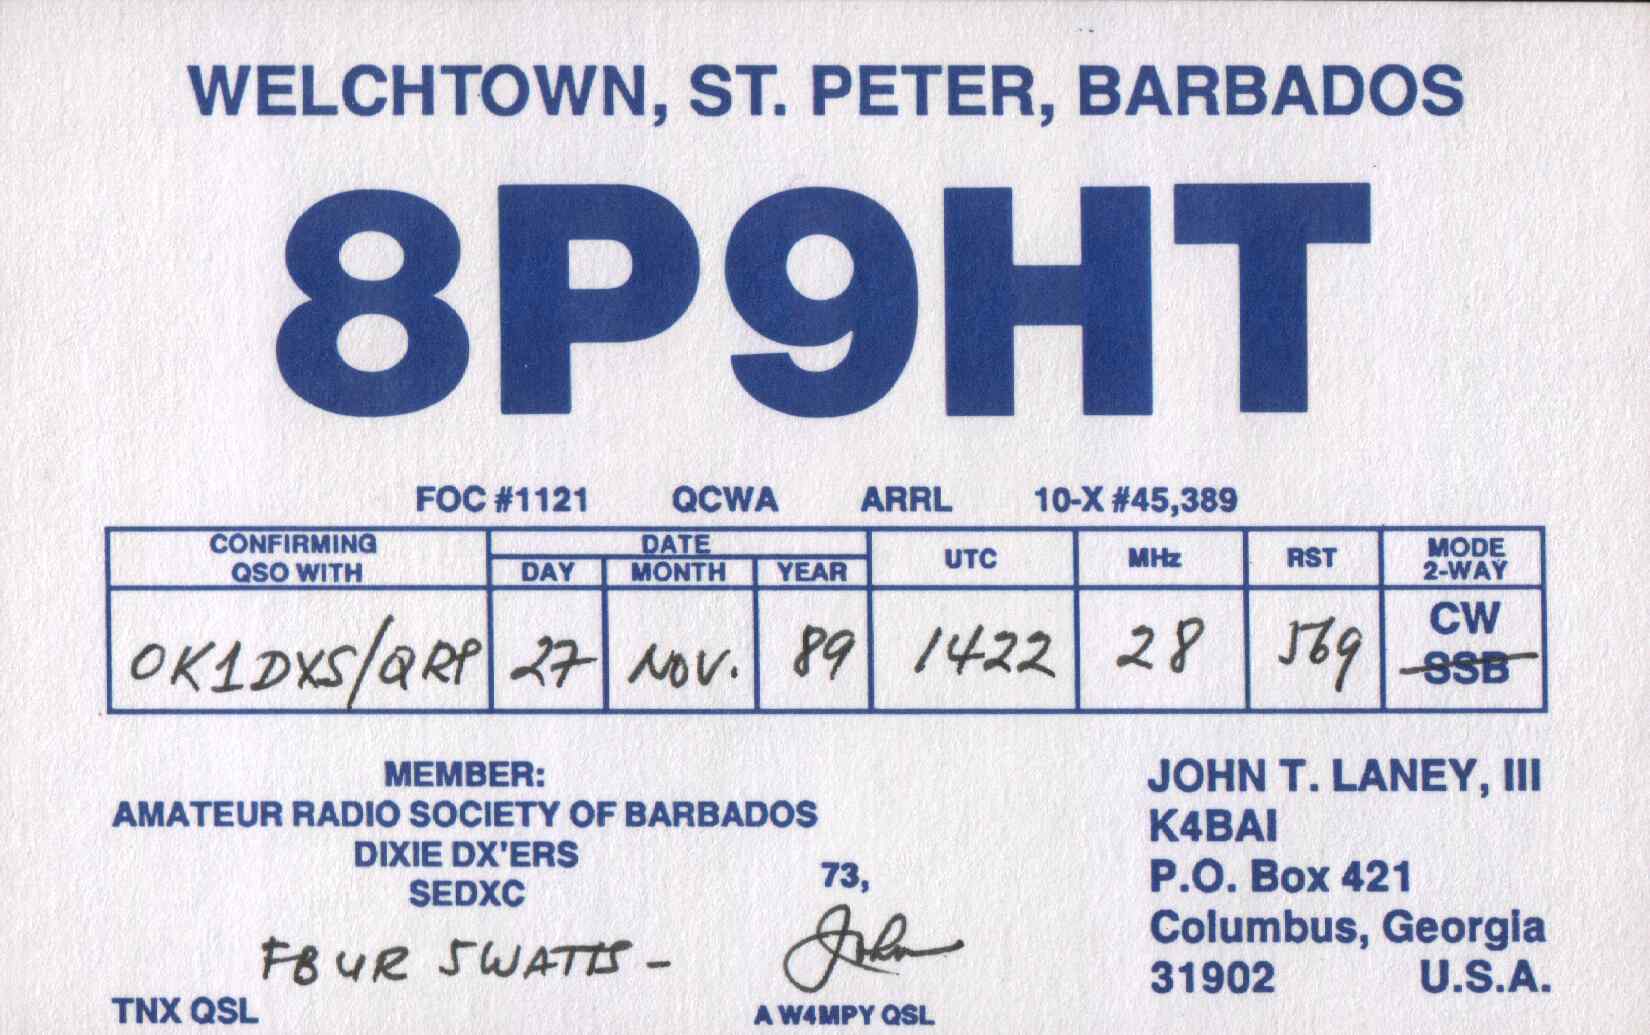 WELCHTOWN, ST. PETER, BARBADOS
8P9HT
FOC #1121 QCWA ARRL 10-X #45,389
CONFIRMING QSO WITH DATE DAY MONTH YEAR UTC MHz RST MODE 2-WAY
OK1DXS/QRP 27 NOV. 89 1422 28 569 CW SSB
MEMBER:
AMATEUR RADIO SOCIETY OF BARBADOS
DIXIE DX'ERS
SEDXC
FB UR 5WATTS -
TNX QSL
73,
John
A W4MPY QSL
JOHN T. LANEY, III
K4BAI
P.O. Box 421
Columbus, Georgia
31902 U.S.A.